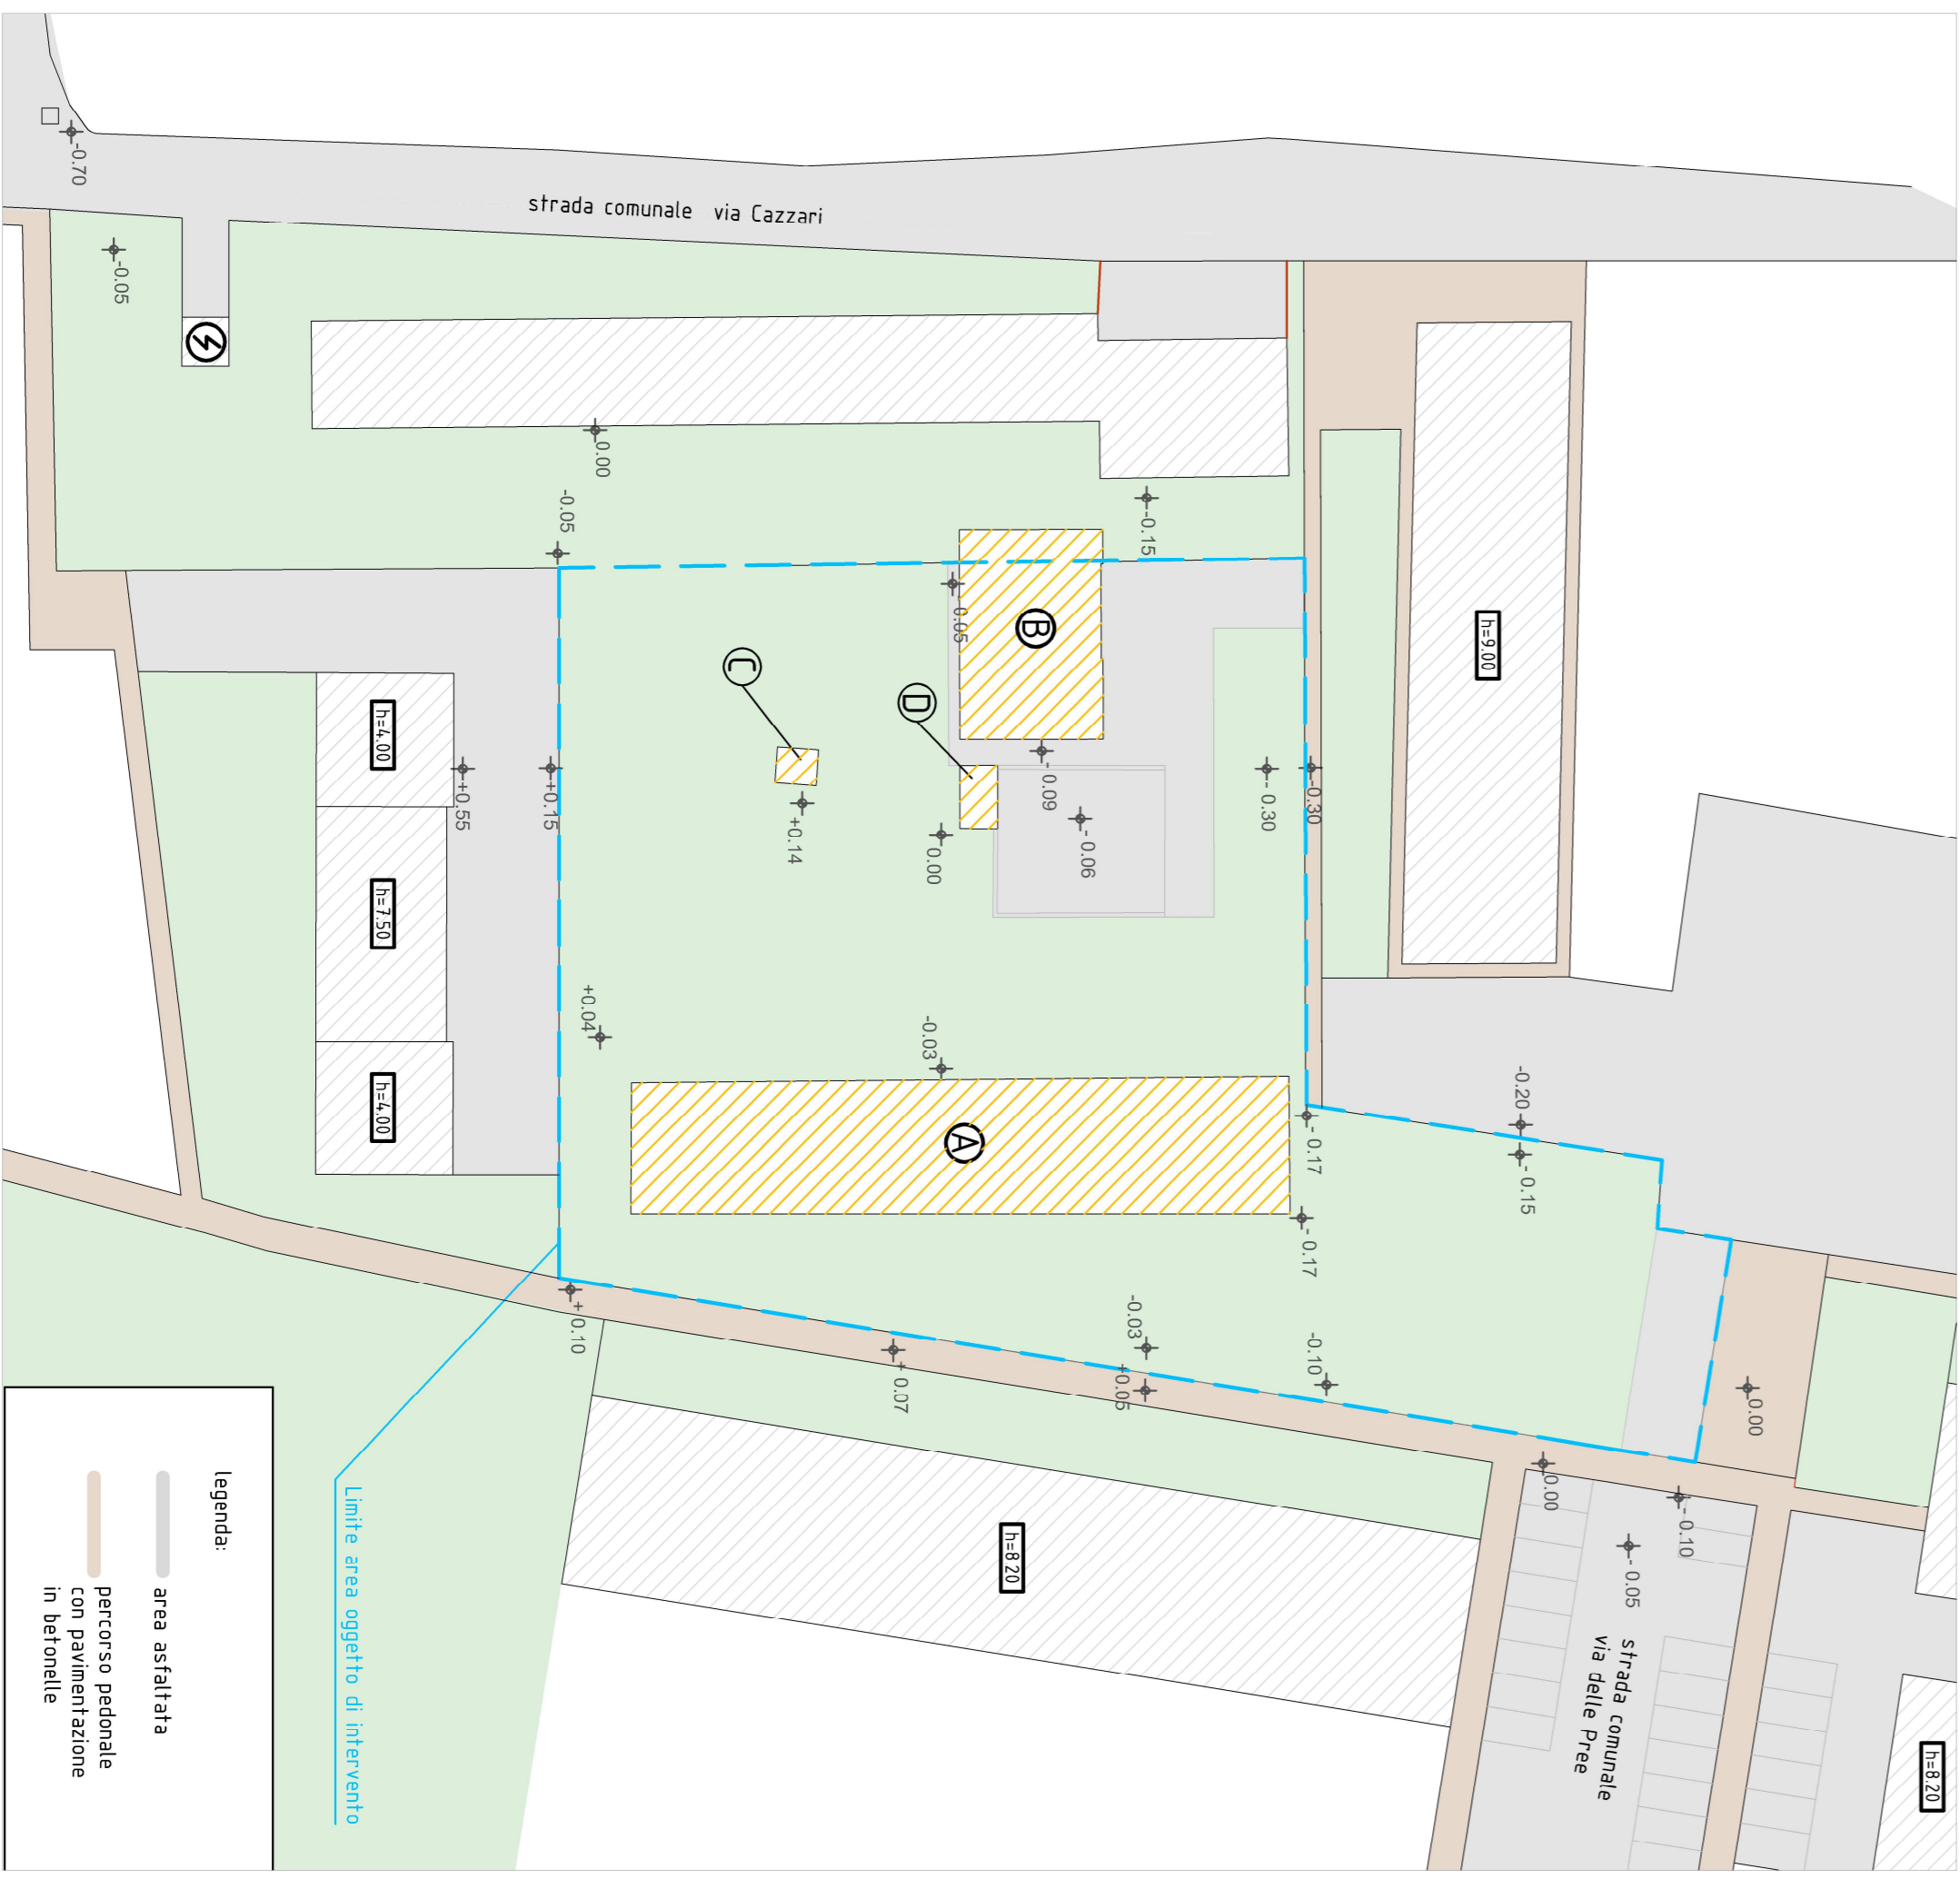 -0.70
strada comunale via Cazzari
-0.05
0.00
-0.05
-0.15
h=9.00
0.05
B
C
D
h=4.00
+0.55
+0.15
- 0.09
- 0.06
- 0.30
-0.30
+0.14
0.00
h=7.50
+0.04
-0.03
h=4.00
A
-0.20
- 0.15
- 0.17
- 0.17
+0.10
+ 0.07
-0.03
+0.05
-0.10
0.00
0.00
- 0.10
- 0.05
h=8.20
strada comunale
via delle Pree
h=8.20
Limite area oggetto di intervento
legenda:
area asfaltata
percorso pedonale
con pavimentazione
in betonelle